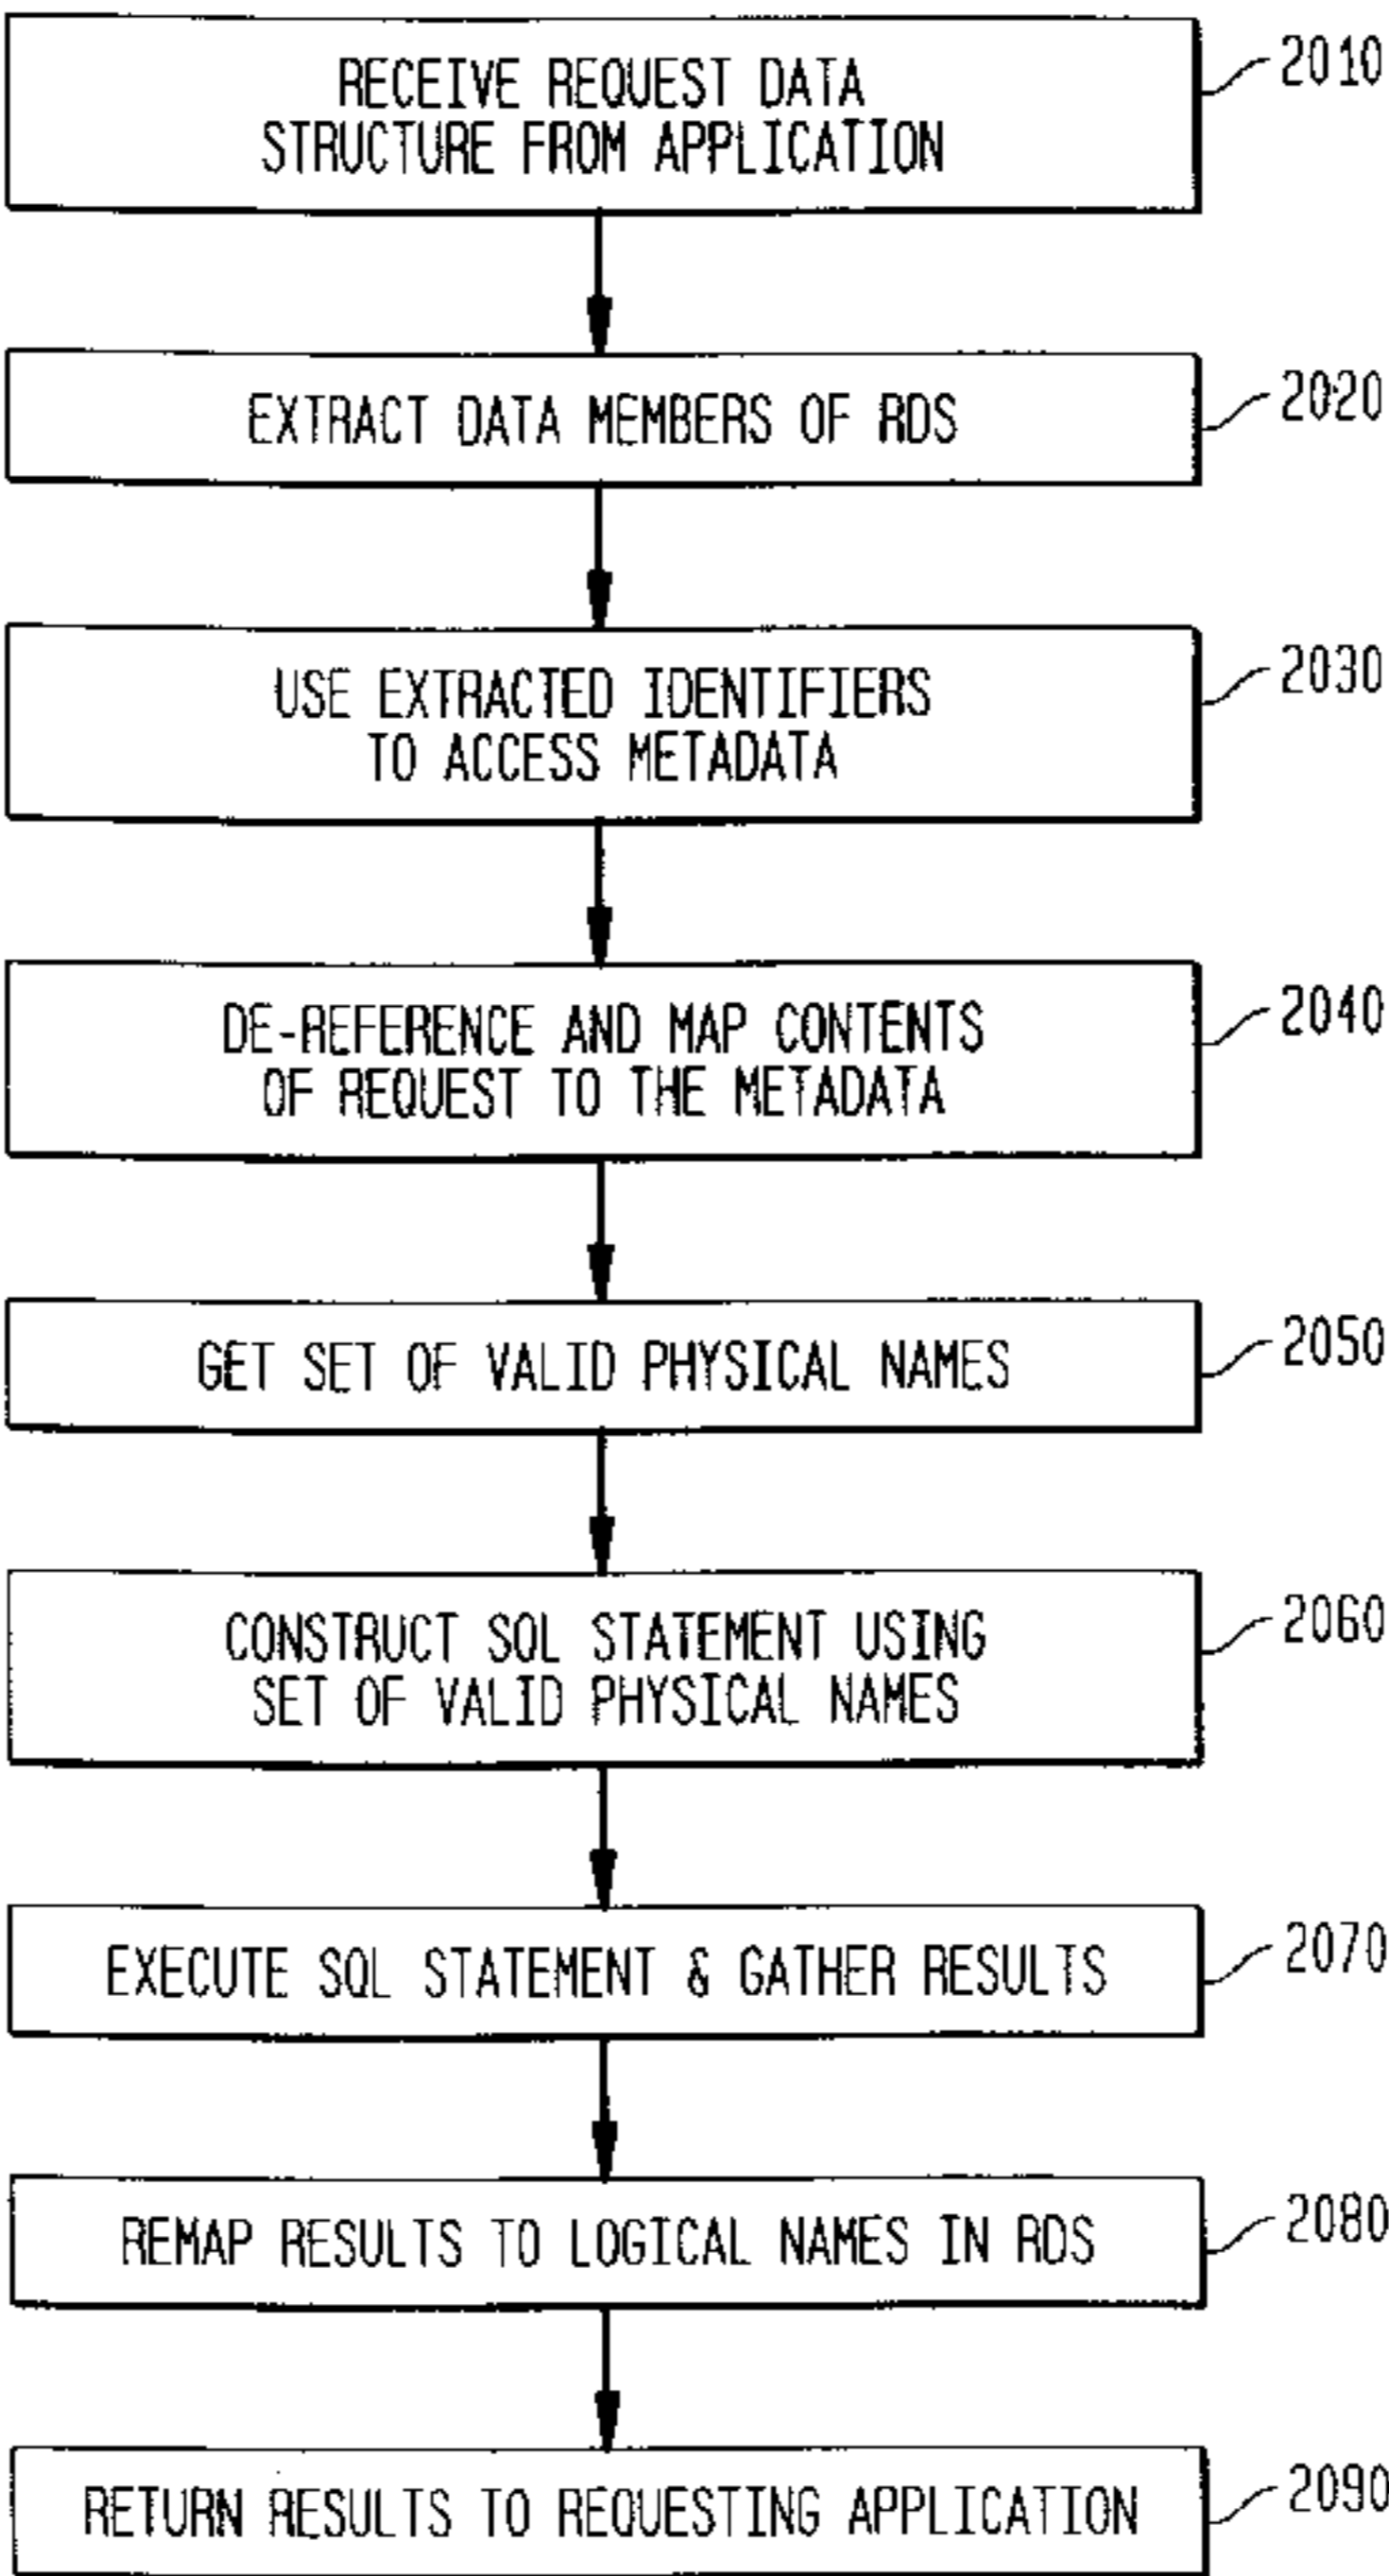 RECEIVE REQUEST DATA
STRUCTURE FROM APPLICATION
2010
EXTRACT DATA MEMBERS OF RDS
2020
USE EXTRACTED IDENTIFIERS
TO ACCESS METADATA
2030
DE-REFERENCE AND MAP CONTENTS
OF REQUEST TO THE METADATA
2040
GET SET OF VALID PHYSICAL NAMES
2050
CONSTRUCT SQL STATEMENT USING
SET OF VALID PHYSICAL NAMES
2060
EXECUTE SQL STATEMENT & GATHER RESULTS
2070
REMAP RESULTS TO LOGICAL NAMES IN RDS
2080
RETURN RESULTS TO REQUESTING APPLICATION
2090